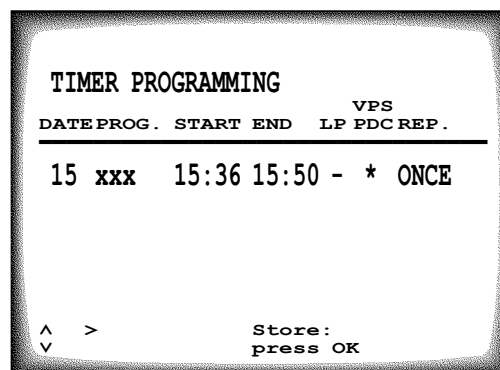 TIMER PROGRAMMING
VPS
DATE PROG. START END LP PDC REP.
15 xxx 15:36 15:50 - * ONCE
^ > Store:
v press OK